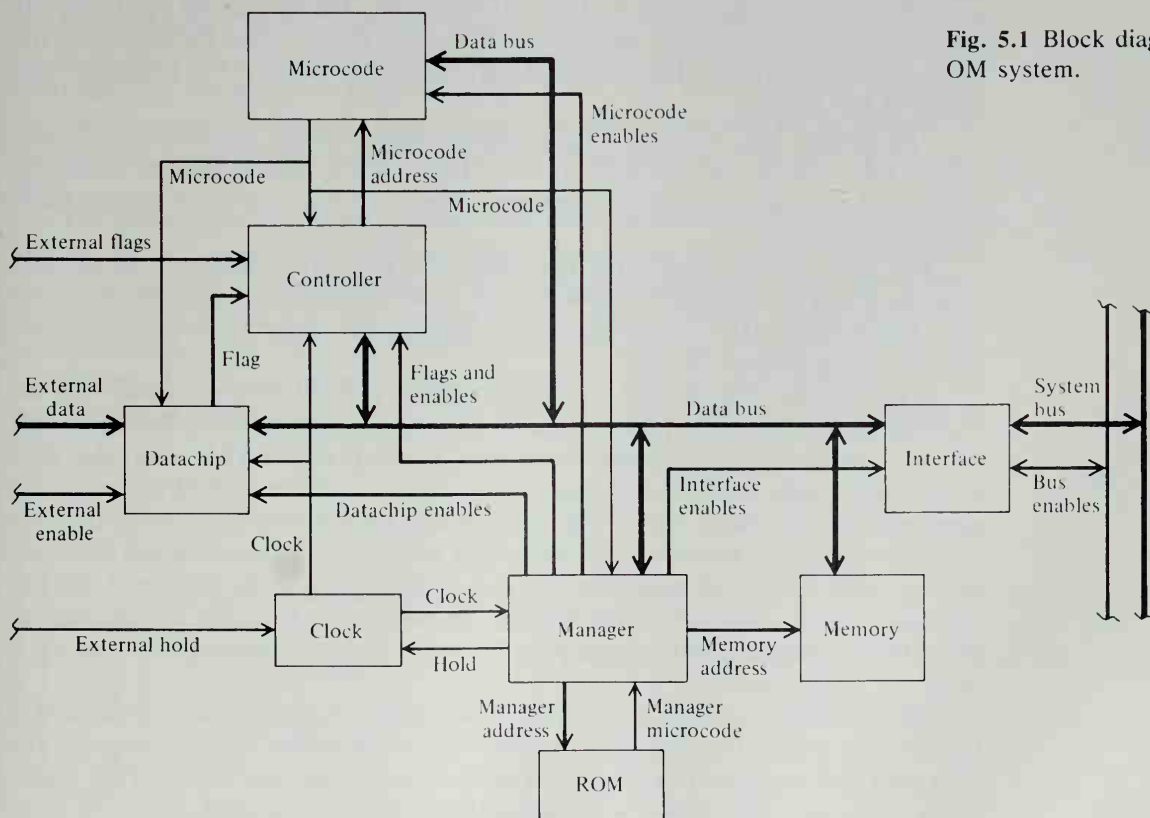 Fig. 5.1 Block
OM system.
Data bus
Microcode
Microcode
enables
Microcode
Microcode
address
Microcode
External flags
Controller
Flag
Flags and
enables
External
data
Data bus
System
bus
Datachip
Interface
Interface
enables
Bus
enables
External
enable
Datachip enables
Clock
Clock
Clock
Manager
Memory
External hold
Hold
Memory
address
Manager
address
Manager
microcode
ROM